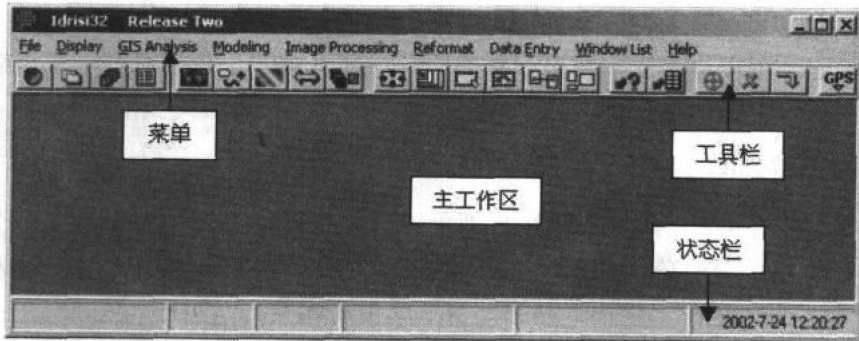 Idrisi32 Release Two
File Display GIS Analysis Modeling Image Processing Reformat Data Entry Window List Help
GPS
菜单
工具栏
主工作区
状态栏
2002-7-24 12:20:27